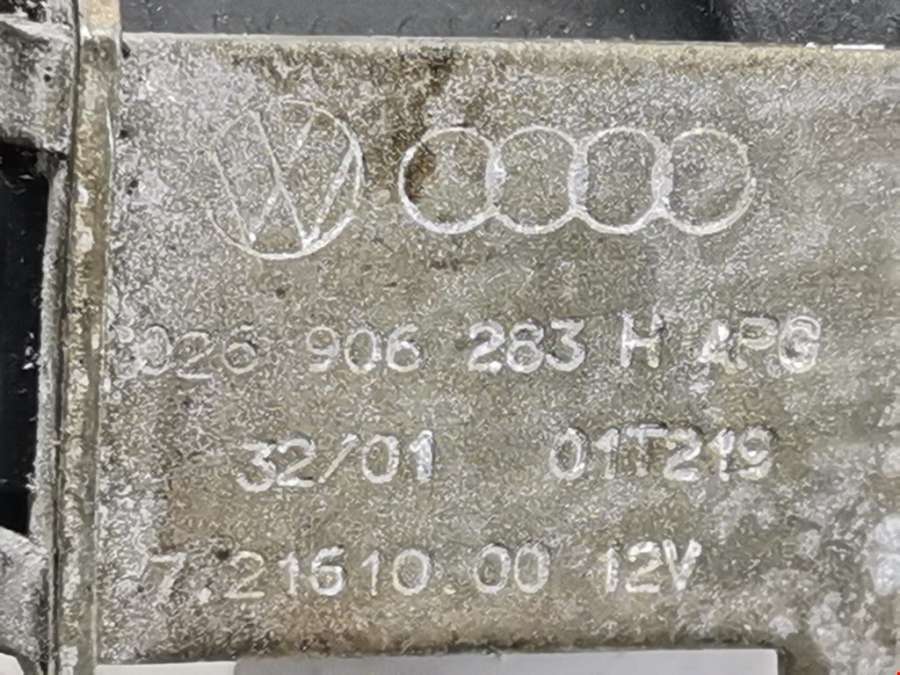 026 906 283 H APG
32/01 01T219
7.21610.00 12V